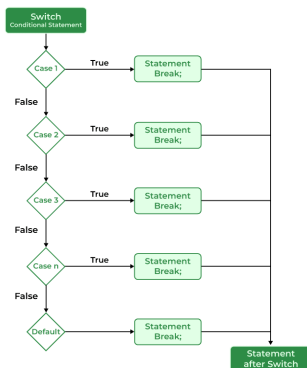 Switch
Conditional Statement
Case 1
True
Statement
Break;
False
Case 2
True
Statement
Break;
False
Case 3
True
Statement
Break;
False
Case n
True
Statement
Break;
False
Default
Statement
Break;
Statement
after Switch